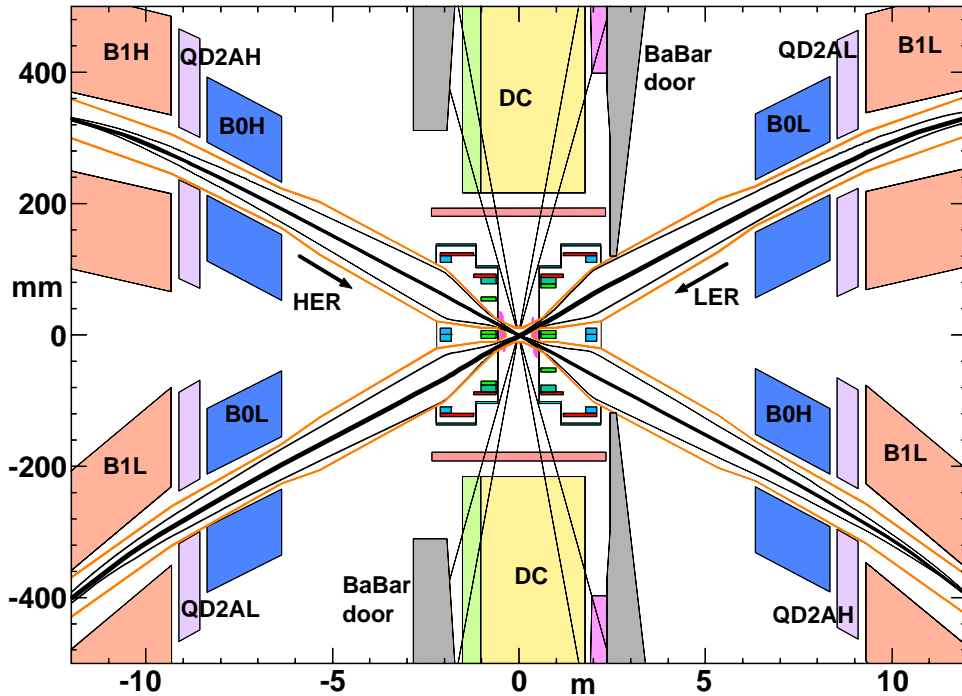 B1H
QD2AH
BaBar
door
QD2AL
B1L
400
DC
B0H
B0L
200
mm
HER
LER
0
B0L
B0H
B1L
B1L
-200
BaBar
door
DC
QD2AL
QD2AH
-400
-10
-5
0
m
5
10